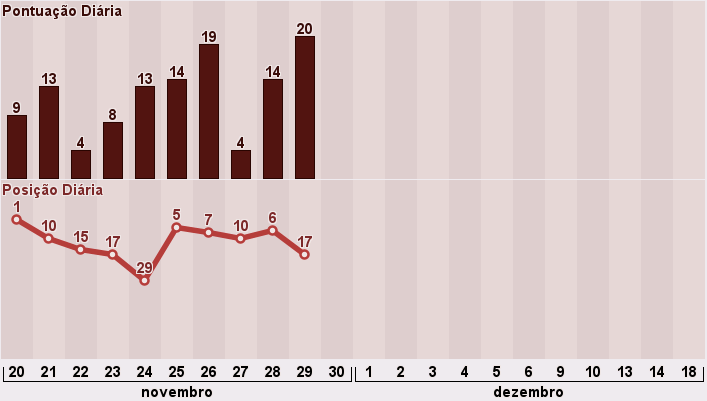 Pontuação Diária
9 13 4 8 13 14 19 4 14 20
Posição Diária
1 10 15 17 29 5 7 10 6 17
20 21 22 23 24 25 26 27 28 29 30 1 2 3 4 5 6 9 10 13 14 18
novembro dezembro